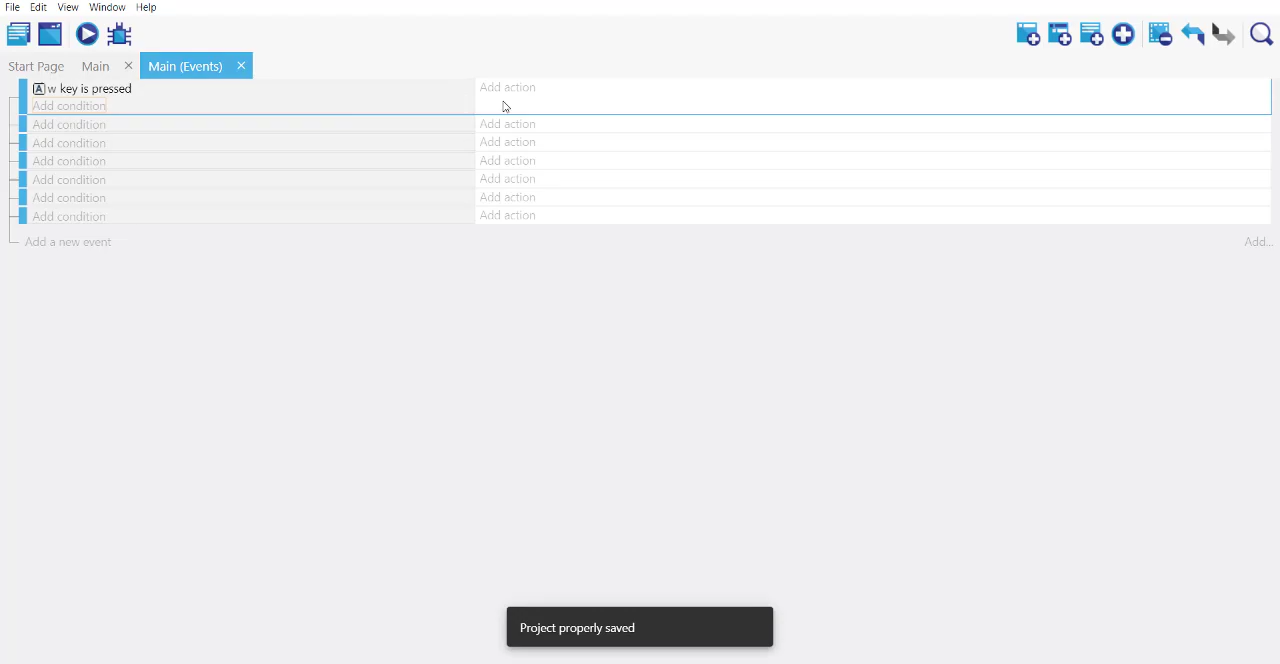 File Edit View Window Help
Start Page Main × Main (Events) ×
A w key is pressed Add action
Add condition
Add condition Add action
Add condition Add action
Add condition Add action
Add condition Add action
Add condition Add action
Add condition Add action
Add a new event Add...
Project properly saved